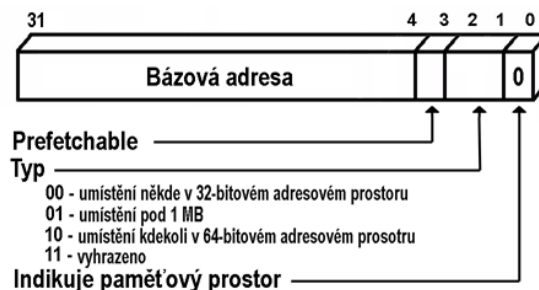 31 4 3 2 1 0
Bázová adresa 0
Prefetchable
Typ
00 - umístění někde v 32-bitovém adresovém prostoru
01 - umístění pod 1 MB
10 - umístění kdekoli v 64-bitovém adresovém prosotru
11 - vyhrazeno
Indikuje paměťový prostor